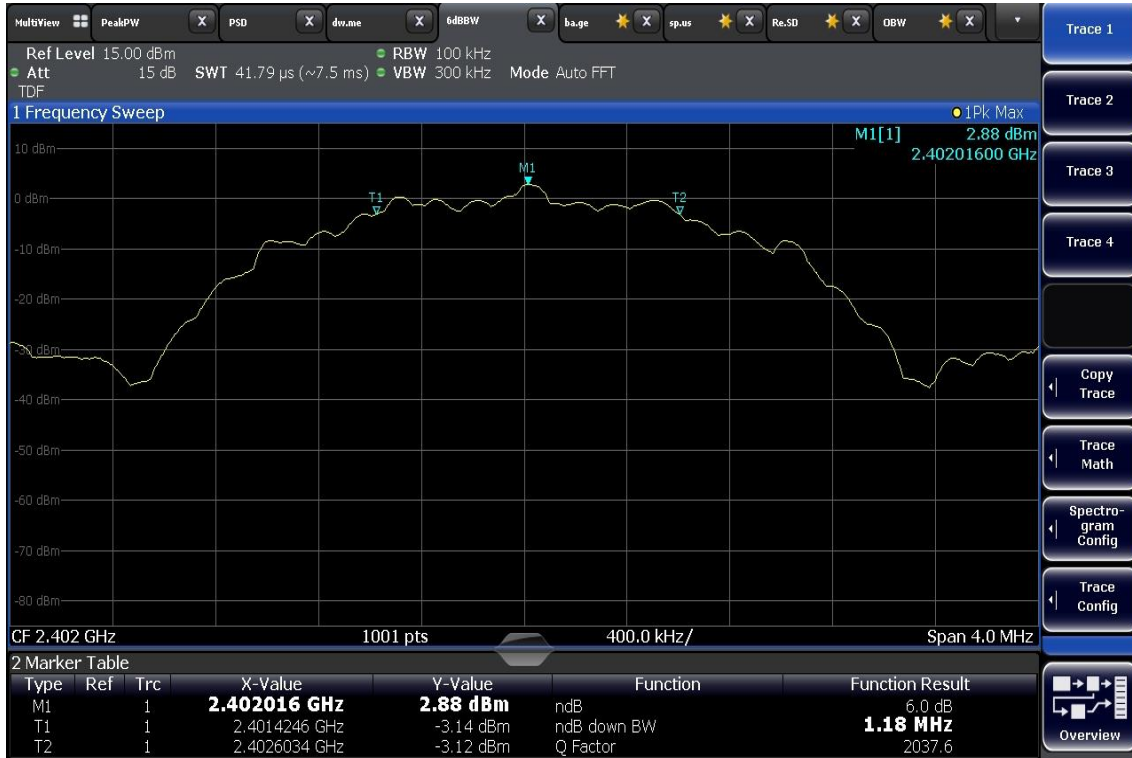 MultiView PeakPW X PSD X dw.me X 6dBBW X ba.ge X sp.us X Re.SD X OBW X
Ref Level 15.00 dBm RBW 100 kHz
Att 15 dB SWT 41.79 µs (~7.5 ms) VBW 300 kHz Mode Auto FFT
TDF
1 Frequency Sweep 1Pk Max
M1[1] 2.88 dBm
2.40201600 GHz
10 dBm
M1
0 dBm
T1
T2
-10 dBm
-20 dBm
-30 dBm
-40 dBm
-50 dBm
-60 dBm
-70 dBm
-80 dBm
CF 2.402 GHz 1001 pts 400.0 kHz/ Span 4.0 MHz
2 Marker Table
Type Ref Trc X-Value Y-Value Function Function Result
M1 1 2.402016 GHz 2.88 dBm ndB 6.0 dB
T1 1 2.4014246 GHz -3.14 dBm ndB down BW 1.18 MHz
T2 1 2.4026034 GHz -3.12 dBm Q Factor 2037.6
Trace 1
Trace 2
Trace 3
Trace 4
Copy
Trace
Trace
Math
Spectro-
gram
Config
Trace
Config
Overview